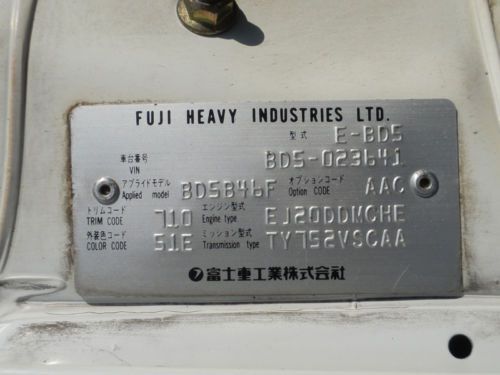 FUJI HEAVY INDUSTRIES LTD.
型式 E-BD5
車台番号 VIN BD5-023641
アプライドモデル Applied model BD5B46F オプションコード Option CODE AAC
トリムコード TRIM CODE 710 エンジン型式 Engine type EJ20DDMCHE
外装色コード COLOR CODE 51E ミッション型式 Transmission type TY752VSCAA
富士重工業株式会社